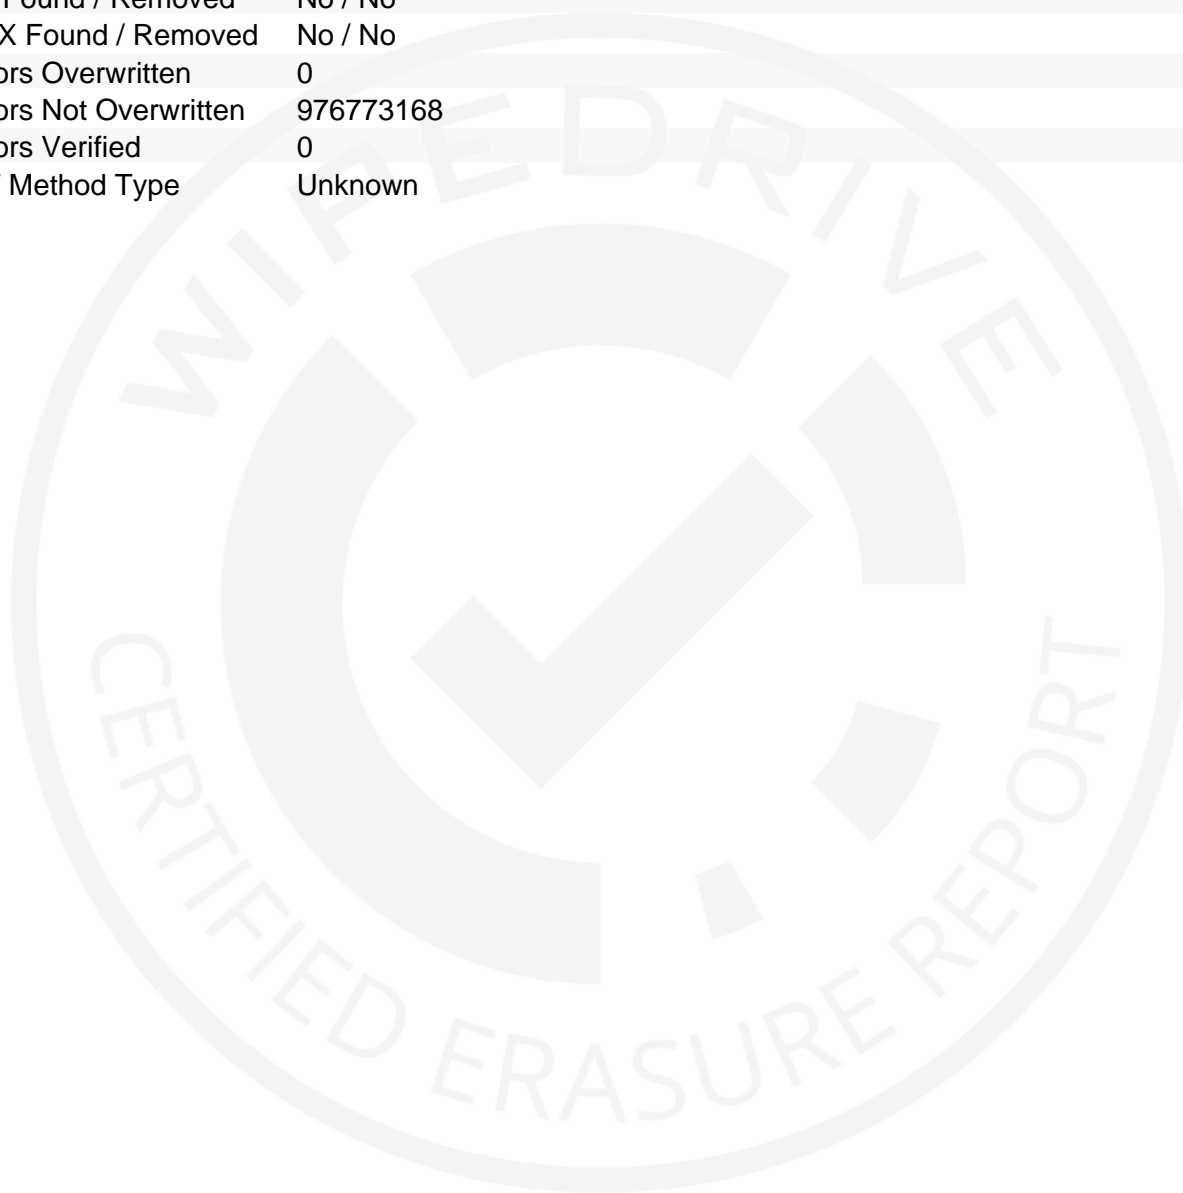 Found / Removed No / No
X Found / Removed No / No
ors Overwritten 0
ors Not Overwritten 976773168
ors Verified 0
Method Type Unknown
WIPEDRIVE
CERTIFIED ERASURE REPORT